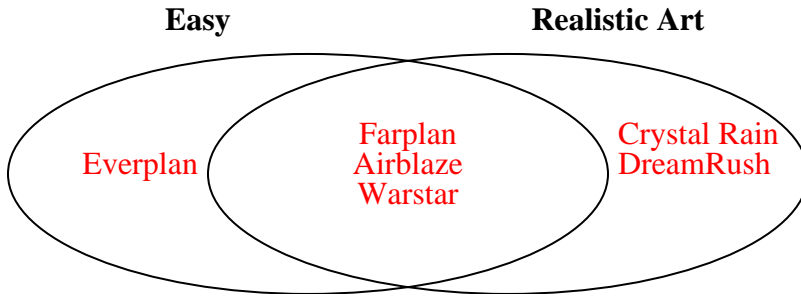 Easy
Realistic Art
Everplan
Farplan
Airblaze
Warstar
Crystal Rain
DreamRush